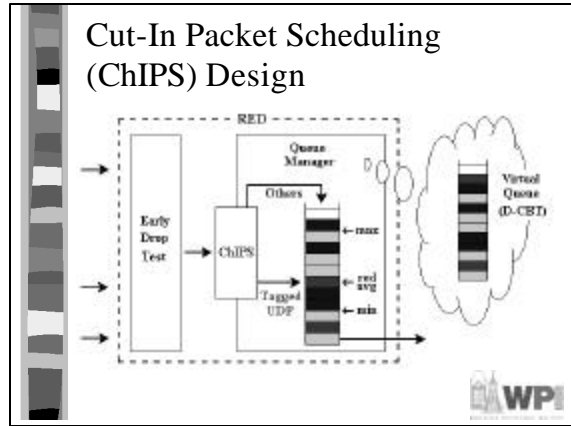 Cut-In Packet Scheduling
(ChIPS) Design
RED
Queue
Manager
Others
Early
Drop
Test
ChIPS
Tagged
UDP
max
red
avg
min
Virtual
Queue
(D-CBT)
WPI